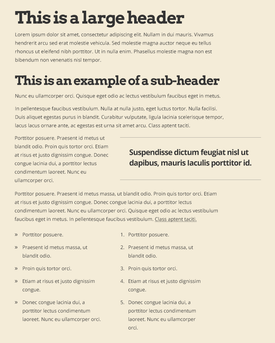 This is a large header
Lorem ipsum dolor sit amet, consectetur adipiscing elit. Nullam in dui mauris. Vivamus
hendrerit arcu sed erat molestie vehicula. Sed molestie magna auctor neque eu tellus
rhoncus ut eleifend nibh porttitor. Ut in nulla enim. Phasellus molestie magna non est
bibendum non venenatis nisl tempor.
This is an example of a sub-header
Nunc eu ullamcorper orci. Quisque eget odio ac lectus vestibulum faucibus eget in metus.
In pellentesque faucibus vestibulum. Nulla at nulla justo, eget luctus tortor. Nulla facilisi.
Duis aliquet egestas purus in blandit. Curabitur vulputate, ligula lacinia scelerisque tempor,
lacus lacus ornare ante, ac egestas est urna sit amet arcu. Class aptent taciti.
Porttitor posuere. Praesent id metus ut
blandit odio. Proin quis tortor orci. Etiam
at risus et justo dignissim congue. Donec
congue lacinia dui, a porttitor lectus
condimentum laoreet. Nunc eu
ullamcorper orci.
Suspendisse dictum feugiat nisl ut
dapibus, mauris laculis porttitor id.
Porttitor posuere. Praesent id metus massa, ut blandit odio. Proin quis tortor orci. Etiam
at risus et justo dignissim congue. Donec congue lacinia dui, a porttitor lectus
condimentum laoreet. Nunc eu ullamcorper orci. Quisque eget odio ac lectus vestibulum
faucibus eget in metus. In pellentesque faucibus vestibulum. Class aptent taciti.
» Porttitor posuere.
» Praesent id metus massa, ut
blandit odio.
» Proin quis tortor orci.
» Etiam at risus et justo dignissim
congue.
» Donec congue lacinia dui, a
porttitor lectus condimentum
laoreet. Nunc eu ullamcorper orci.
1. Porttitor posuere.
2. Praesent id metus massa, ut
blandit odio.
3. Proin quis tortor orci.
4. Etiam at risus et justo dignissim
congue.
5. Donec congue lacinia dui, a
porttitor lectus condimentum
laoreet. Nunc eu ullamcorper
orci.